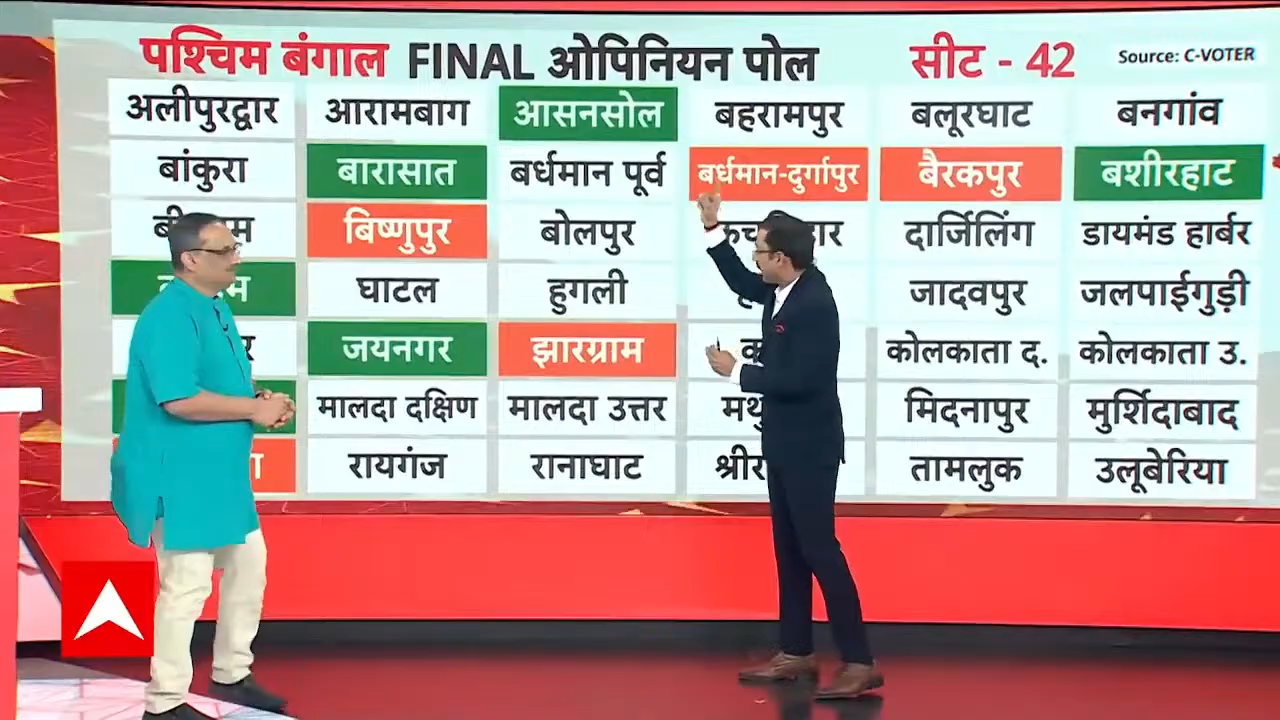 पश्चिम बंगाल FINAL ओपिनियन पोल सीट - 42 Source: C-VOTER
अलीपुरद्वार आरामबाग आसनसोल बहरामपुर बलूरघाट बनगांव
बांकुरा बारासात बर्धमान पूर्व बर्धमान-दुर्गापुर बैरकपुर बशीरहाट
बिष्णुपुर बोलपुर दार्जिलिंग डायमंड हार्बर
घाटल हुगली जादवपुर जलपाईगुड़ी
जयनगर झारग्राम कोलकाता द. कोलकाता उ.
मालदा दक्षिण मालदा उत्तर मिदनापुर मुर्शिदाबाद
रायगंज रानाघाट तामलुक उलूबेरिया